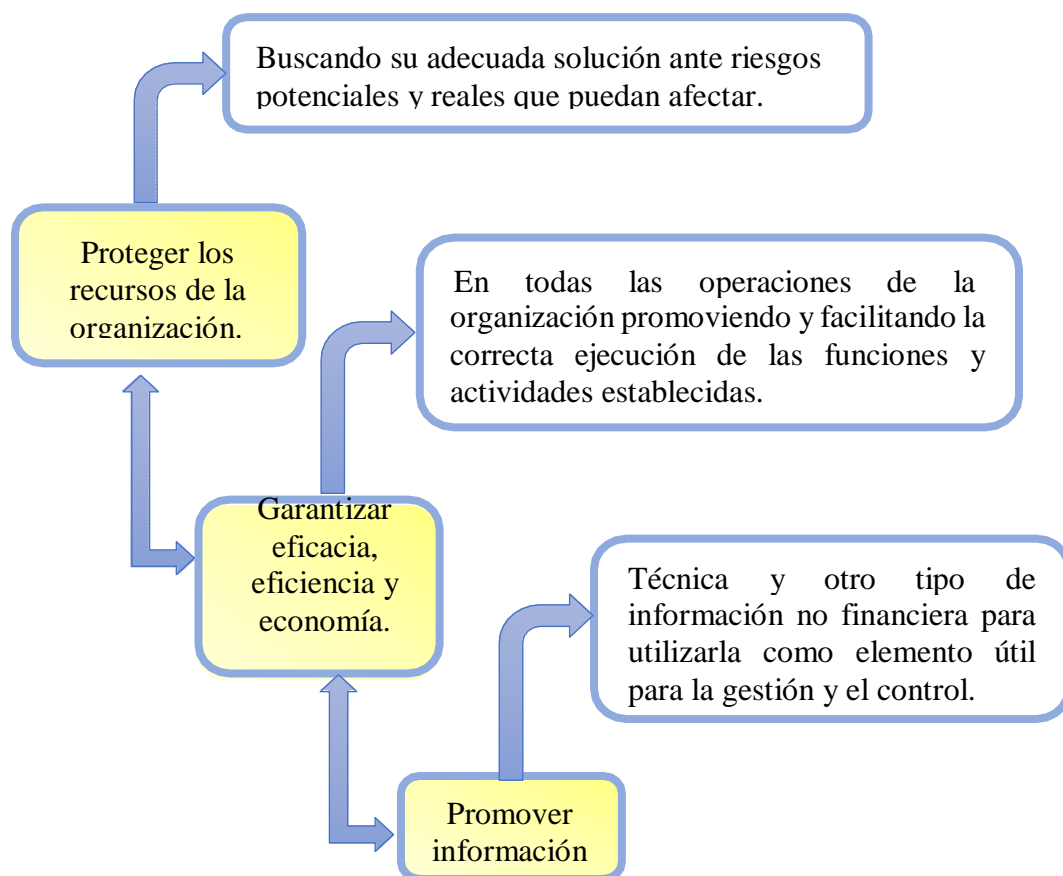 Buscando su adecuada solución ante riesgos
potenciales y reales que puedan afectar.
Proteger los
recursos de la
organización.
En todas las operaciones de la
organización promoviendo y facilitando la
correcta ejecución de las funciones y
actividades establecidas.
Garantizar
eficacia,
eficiencia y
economía.
Técnica y otro tipo de
información no financiera para
utilizarla como elemento útil
para la gestión y el control.
Promover
información